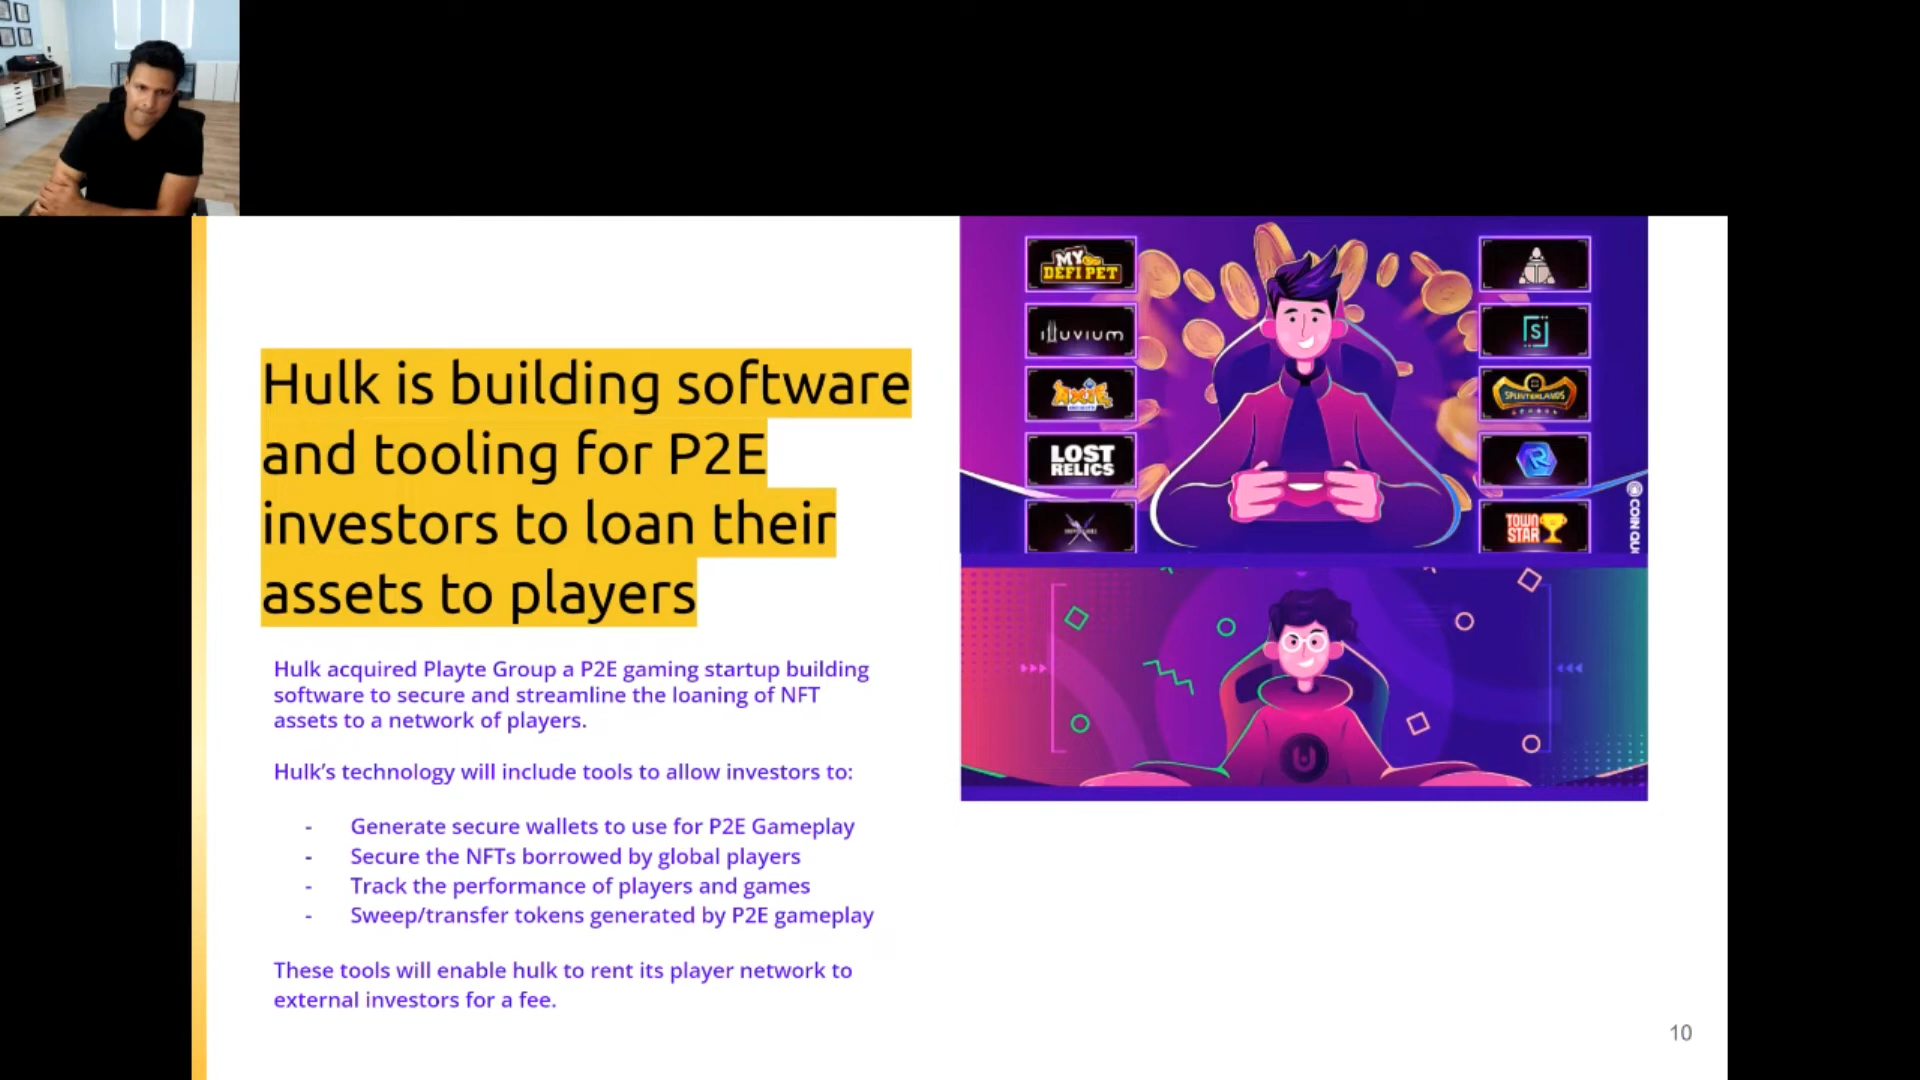 Hulk is building software
and tooling for P2E
investors to loan their
assets to players
Hulk acquired Playte Group a P2E gaming startup building
software to secure and streamline the loaning of NFT
assets to a network of players.
Hulk’s technology will include tools to allow investors to:
- Generate secure wallets to use for P2E Gameplay
- Secure the NFTs borrowed by global players
- Track the performance of players and games
- Sweep/transfer tokens generated by P2E gameplay
These tools will enable hulk to rent its player network to
external investors for a fee.
MY
DEFI PET
illuvium
AXIE
LOST
RELICS
S
SPLINTERLANDS
R
TOWN
STAR
COIN
10